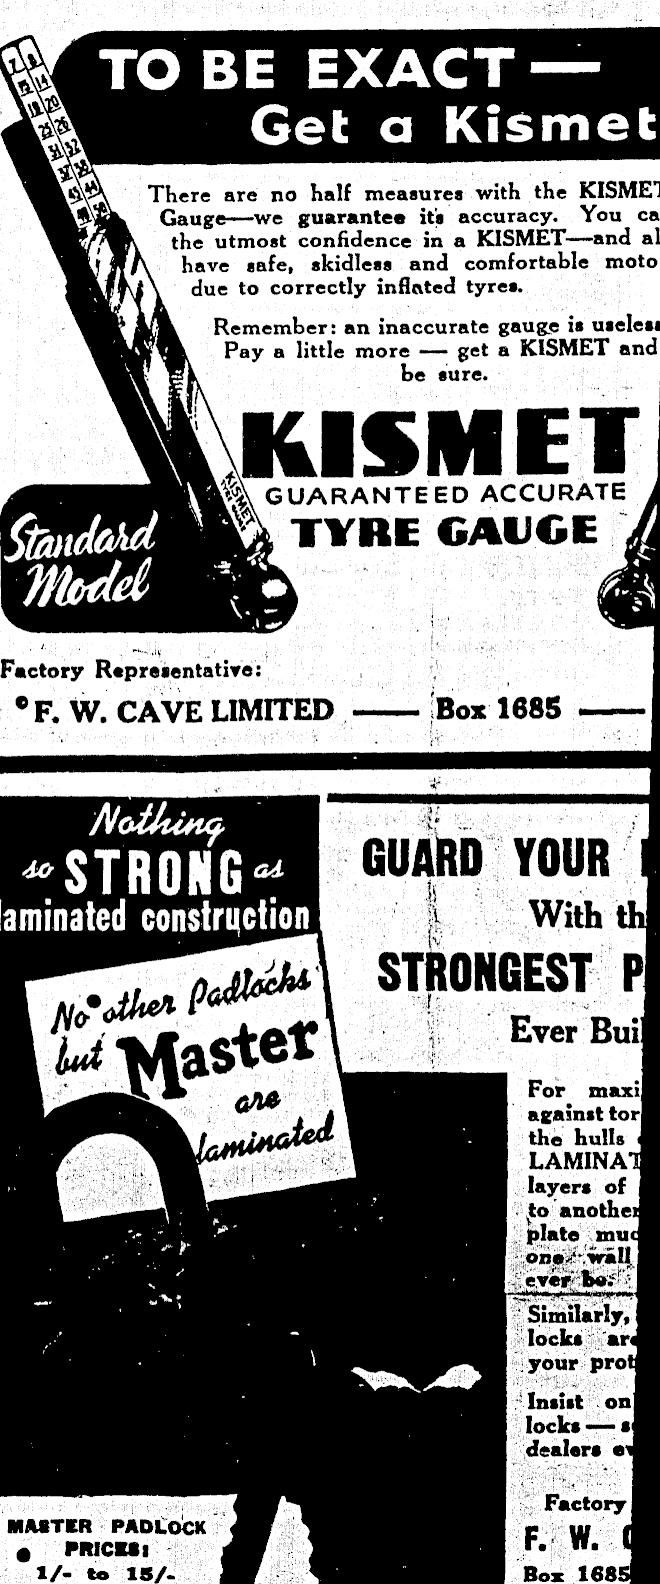 TO BE EXACT —
Get a Kismet
There are no half measures with the KISMET
Gauge—we guarantee its accuracy. You ca
the utmost confidence in a KISMET—and al
have safe, skidless and comfortable moto
due to correctly inflated tyres.
Remember: an inaccurate gauge is useless
Pay a little more — get a KISMET and
be sure.
KISMET
GUARANTEED ACCURATE
TYRE GAUGE
Standard
Model
KISMET
Factory Representative:
F. W. CAVE LIMITED — Box 1685 —
Nothing
so STRONG as
laminated construction
No other Padlocks
but Master
are
laminated
MASTER PADLOCK
PRICES:
1/- to 15/-
GUARD YOUR
With th
STRONGEST P
Ever Buil
For maxi
against tor
the hulls
LAMINAT
layers of
to another
plate muc
one wall
ever be.
Similarly,
locks are
your prot
Insist on
locks — s
dealers ev
Factory
F. W. C
Box 1685